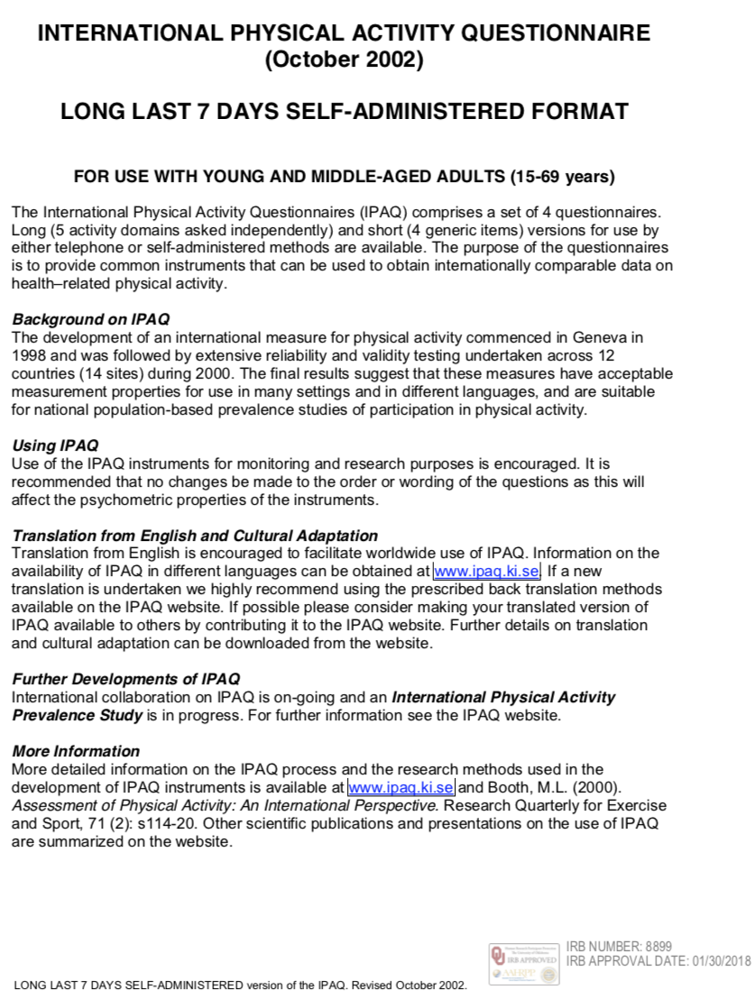 INTERNATIONAL PHYSICAL ACTIVITY QUESTIONNAIRE
(October 2002)
LONG LAST 7 DAYS SELF-ADMINISTERED FORMAT
FOR USE WITH YOUNG AND MIDDLE-AGED ADULTS (15-69 years)
The International Physical Activity Questionnaires (IPAQ) comprises a set of 4 questionnaires.
Long (5 activity domains asked independently) and short (4 generic items) versions for use by
either telephone or self-administered methods are available. The purpose of the questionnaires
is to provide common instruments that can be used to obtain internationally comparable data on
health–related physical activity.
Background on IPAQ
The development of an international measure for physical activity commenced in Geneva in
1998 and was followed by extensive reliability and validity testing undertaken across 12
countries (14 sites) during 2000. The final results suggest that these measures have acceptable
measurement properties for use in many settings and in different languages, and are suitable
for national population-based prevalence studies of participation in physical activity.
Using IPAQ
Use of the IPAQ instruments for monitoring and research purposes is encouraged. It is
recommended that no changes be made to the order or wording of the questions as this will
affect the psychometric properties of the instruments.
Translation from English and Cultural Adaptation
Translation from English is encouraged to facilitate worldwide use of IPAQ. Information on the
availability of IPAQ in different languages can be obtained at www.ipaq.ki.se. If a new
translation is undertaken we highly recommend using the prescribed back translation methods
available on the IPAQ website. If possible please consider making your translated version of
IPAQ available to others by contributing it to the IPAQ website. Further details on translation
and cultural adaptation can be downloaded from the website.
Further Developments of IPAQ
International collaboration on IPAQ is on-going and an International Physical Activity
Prevalence Study is in progress. For further information see the IPAQ website.
More Information
More detailed information on the IPAQ process and the research methods used in the
development of IPAQ instruments is available at www.ipaq.ki.se and Booth, M.L. (2000).
Assessment of Physical Activity: An International Perspective. Research Quarterly for Exercise
and Sport, 71 (2): s114-20. Other scientific publications and presentations on the use of IPAQ
are summarized on the website.
IRB APPROVED
AAHRPP
IRB NUMBER: 8899
IRB APPROVAL DATE: 01/30/2018
LONG LAST 7 DAYS SELF-ADMINISTERED version of the IPAQ. Revised October 2002.